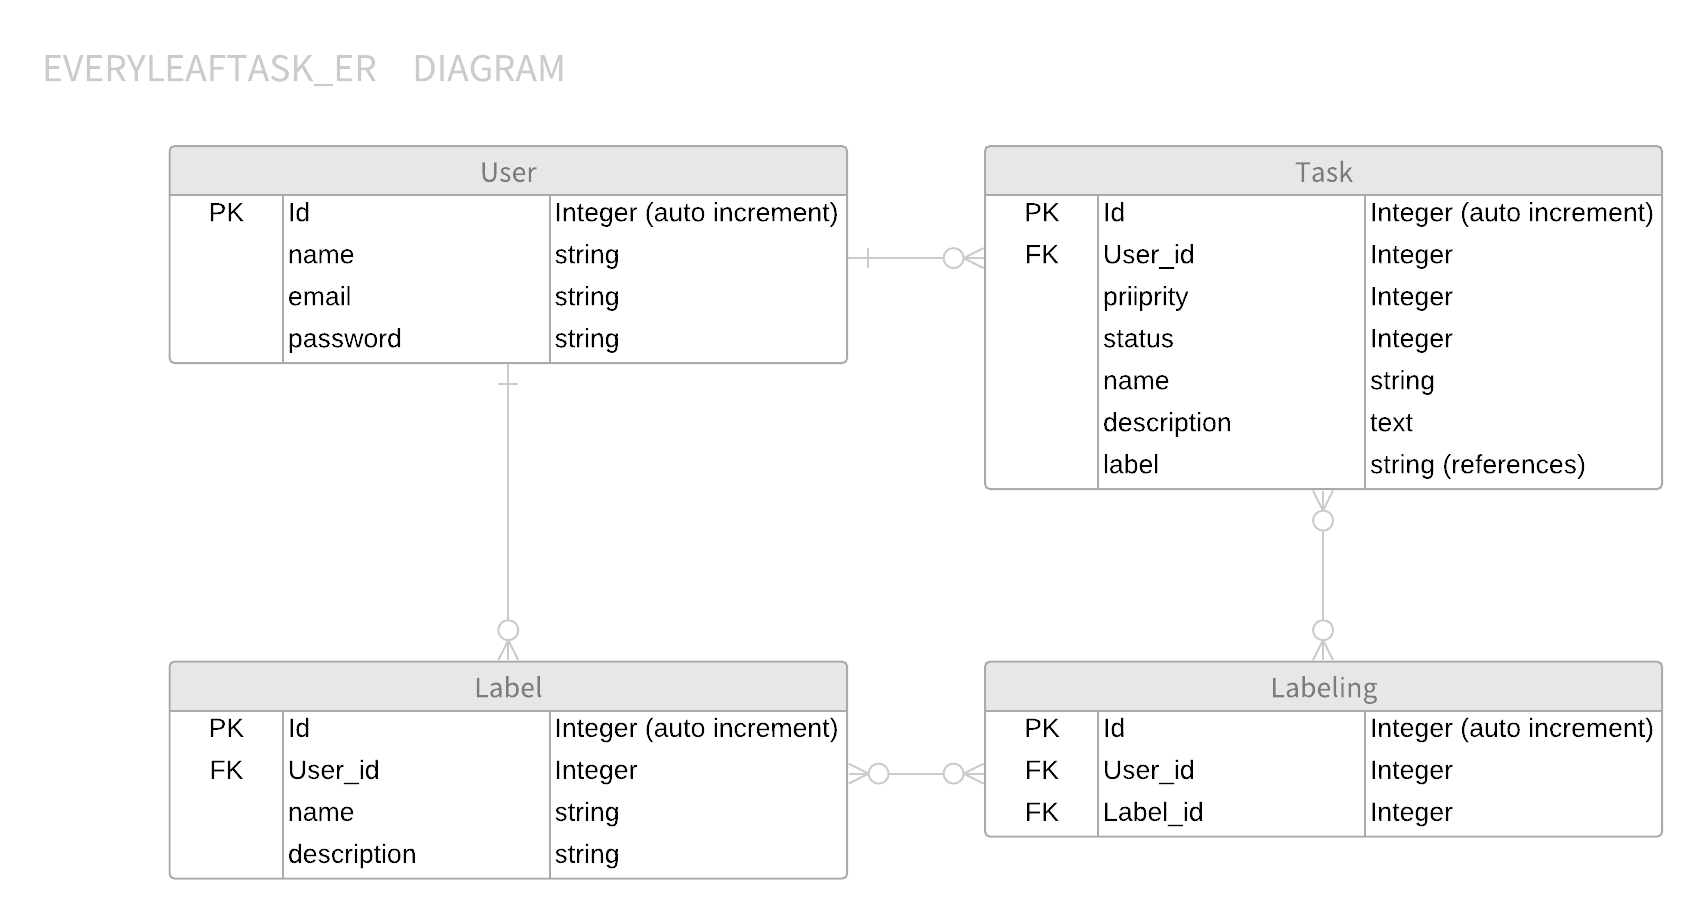 EVERYLEAFTASK_ER DIAGRAM
User
PK Id Integer (auto increment)
name string
email string
password string
Task
PK Id Integer (auto increment)
FK User_id Integer
priiprity Integer
status Integer
name string
description text
label string (references)
Label
PK Id Integer (auto increment)
FK User_id Integer
name string
description string
Labeling
PK Id Integer (auto increment)
FK User_id Integer
FK Label_id Integer